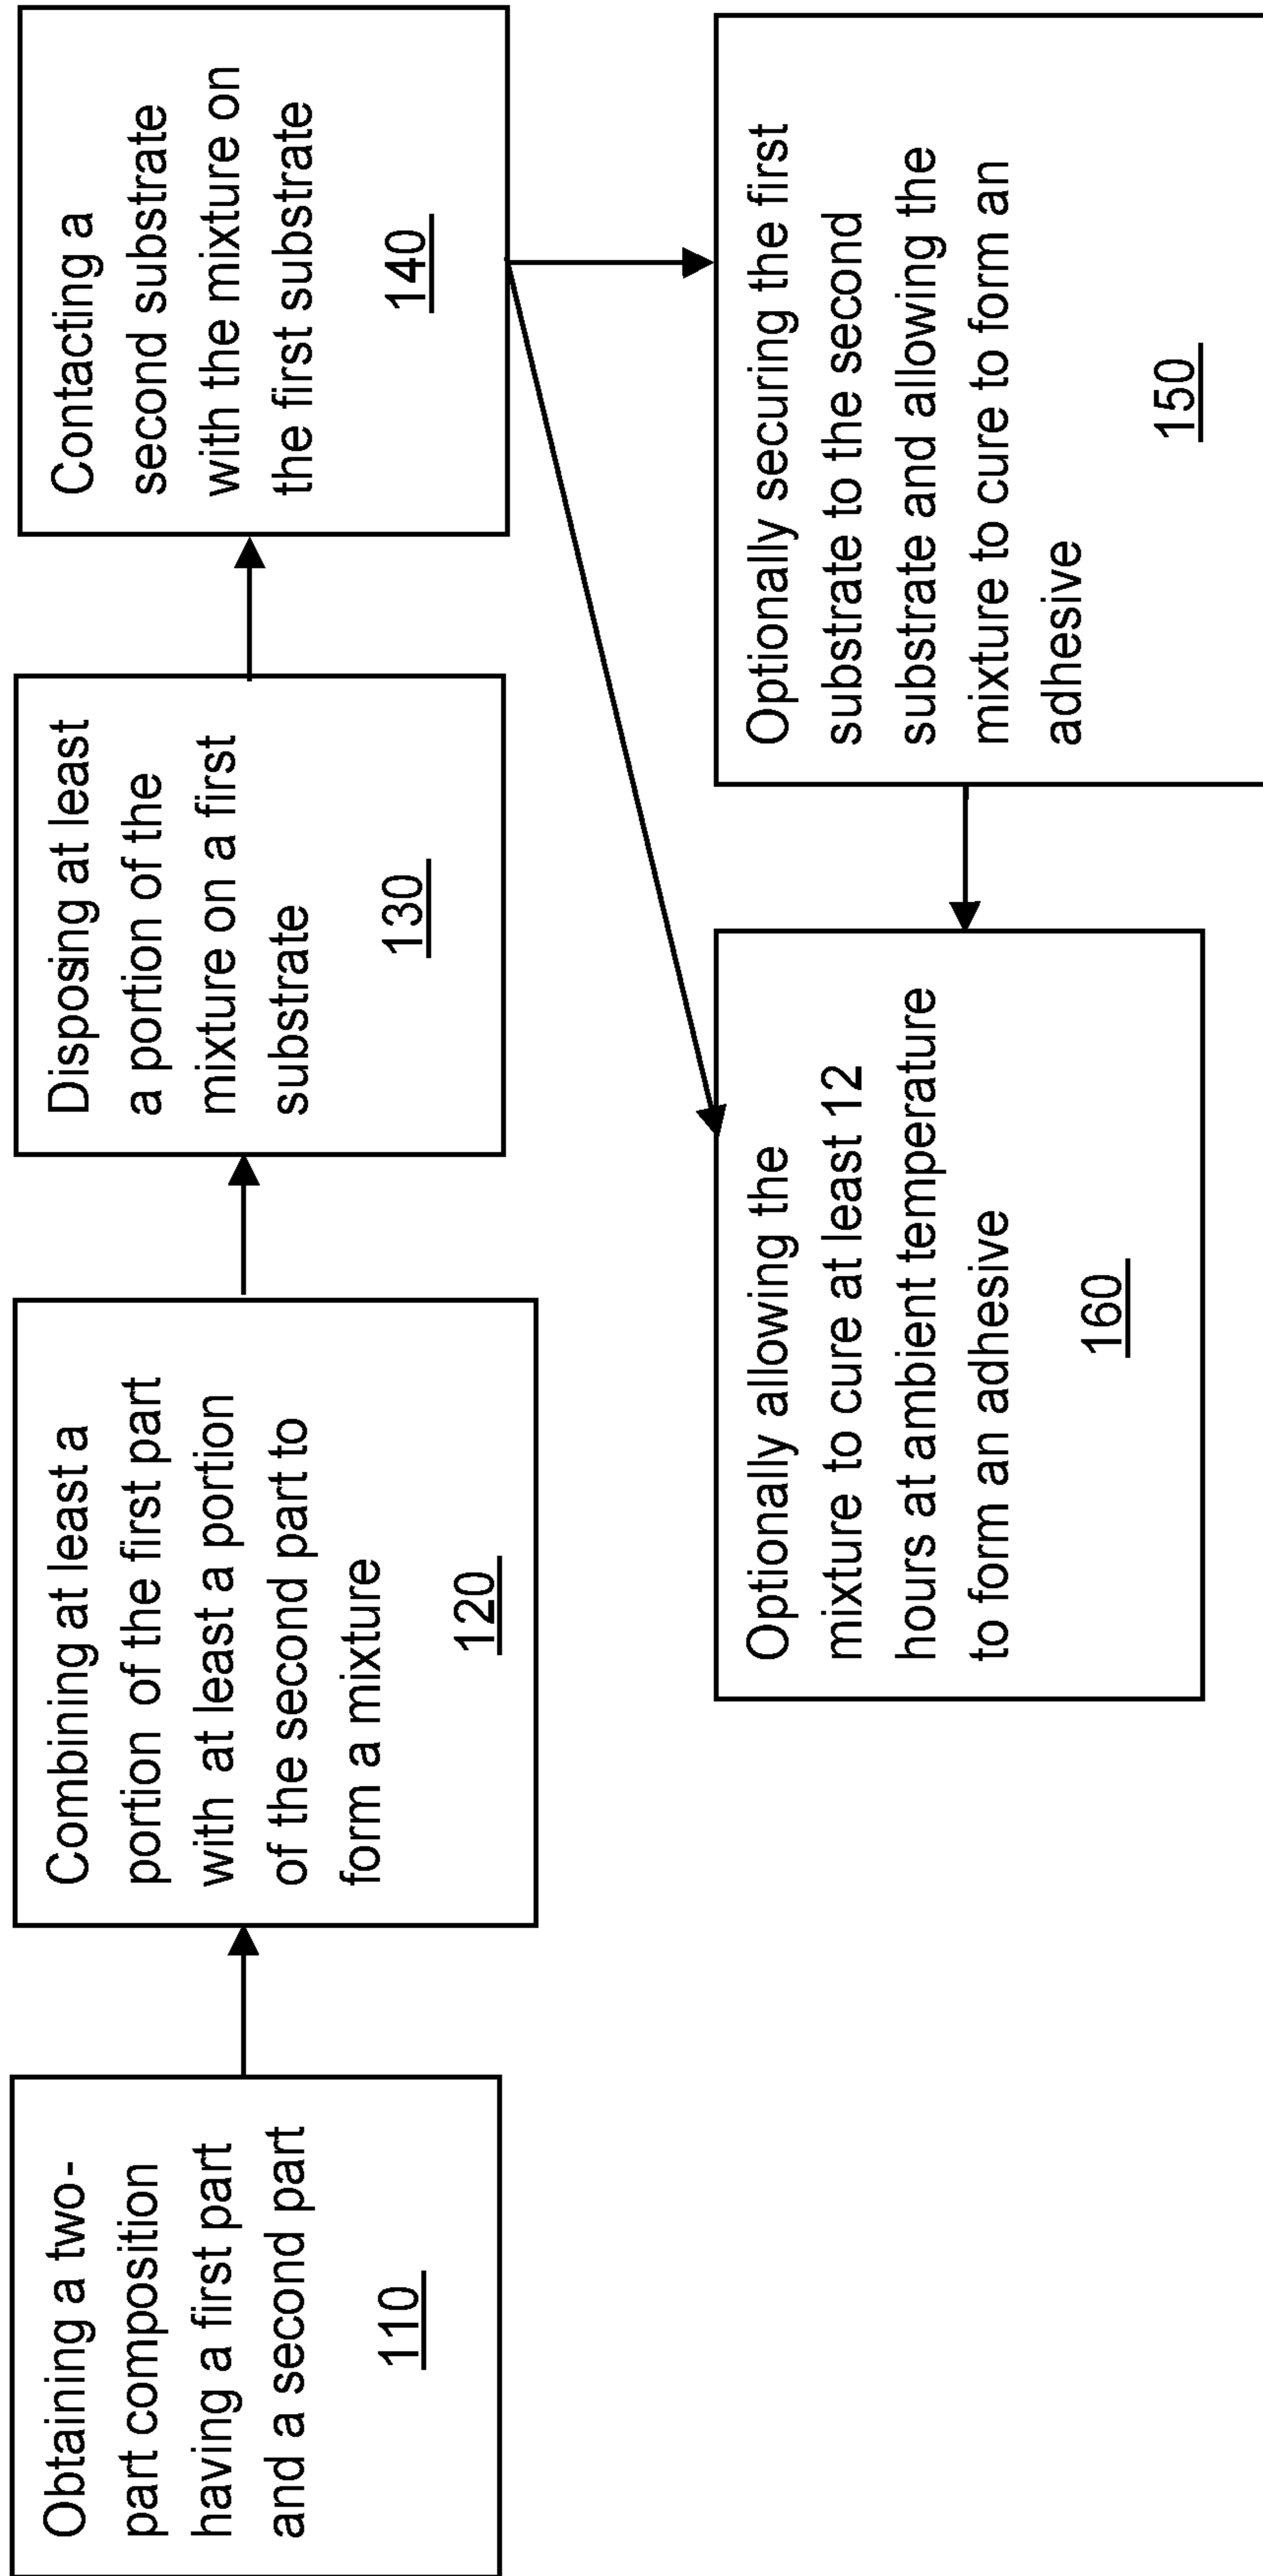 Obtaining a two-
part composition
having a first part
and a second part
110
Combining at least a
portion of the first part
with at least a portion
of the second part to
form a mixture
120
Disposing at least
a portion of the
mixture on a first
substrate
130
Contacting a
second substrate
with the mixture on
the first substrate
140
Optionally securing the first
substrate to the second
substrate and allowing the
mixture to cure to form an
adhesive
150
Optionally allowing the
mixture to cure at least 12
hours at ambient temperature
to form an adhesive
160